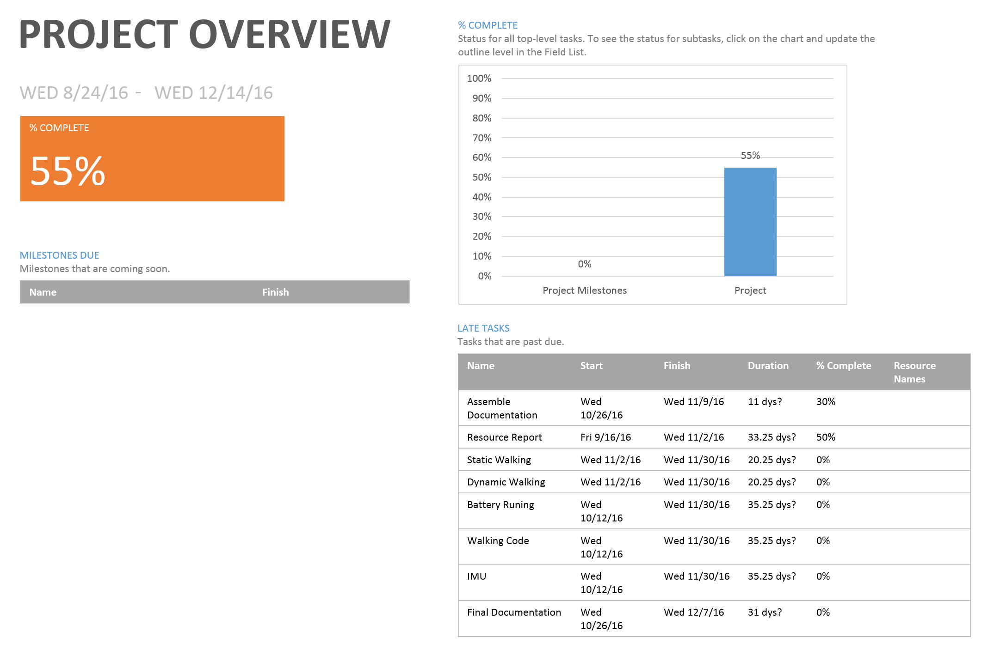 PROJECT OVERVIEW
WED 8/24/16 - WED 12/14/16
% COMPLETE
55%
MILESTONES DUE
Milestones that are coming soon.
Name Finish
% COMPLETE
Status for all top-level tasks. To see the status for subtasks, click on the chart and update the
outline level in the Field List.
100%
90%
80%
70%
60%
50%
40%
30%
20%
10%
0%
0%
55%
Project Milestones Project
LATE TASKS
Tasks that are past due.
Name Start Finish Duration % Complete Resource
Names
Assemble Wed Wed 11/9/16 11 dys? 30%
Documentation 10/26/16
Resource Report Fri 9/16/16 Wed 11/2/16 33.25 dys? 50%
Static Walking Wed 11/2/16 Wed 11/30/16 20.25 dys? 0%
Dynamic Walking Wed 11/2/16 Wed 11/30/16 20.25 dys? 0%
Battery Runing Wed Wed 11/30/16 35.25 dys? 0%
10/12/16
Walking Code Wed Wed 11/30/16 35.25 dys? 0%
10/12/16
IMU Wed Wed 11/30/16 35.25 dys? 0%
10/12/16
Final Documentation Wed Wed 12/7/16 31 dys? 0%
10/26/16